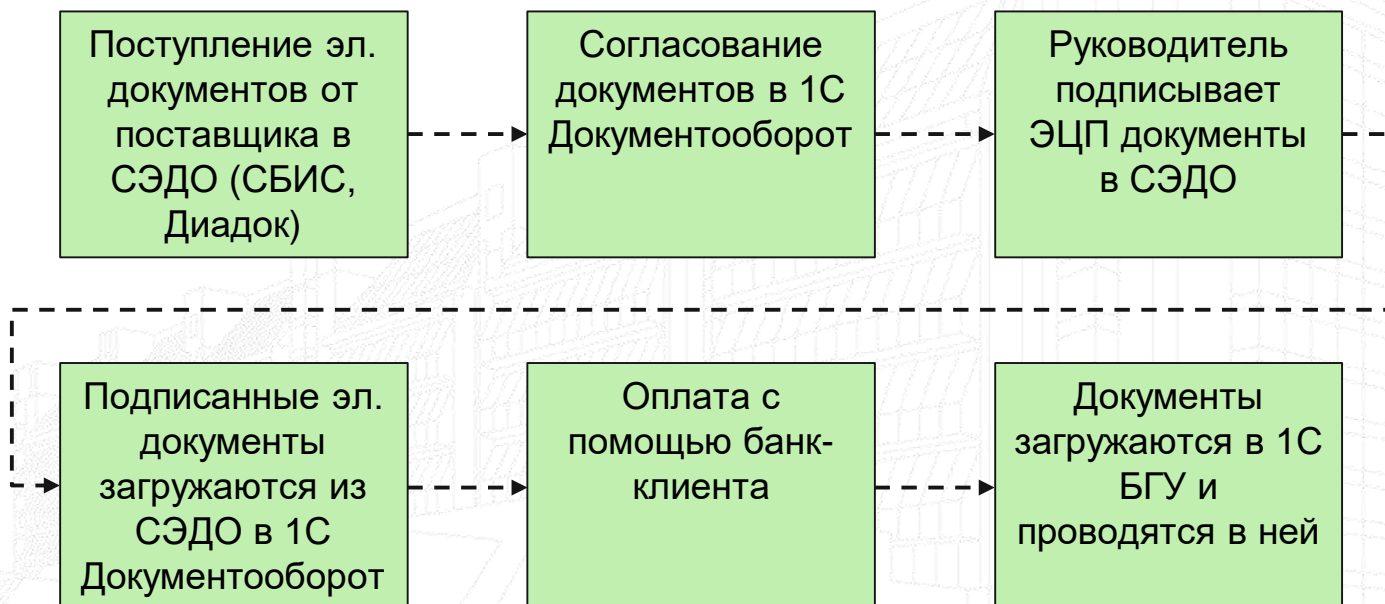 Поступление эл.
документов от
поставщика в
СЭДО (СБИС,
Диадок)
Согласование
документов в 1С
Документооборот
Руководитель
подписывает
ЭЦП документы
в СЭДО
Подписанные эл.
документы
загружаются из
СЭДО в 1С
Документооборот
Оплата с
помощью банк-
клиента
Документы
загружаются в 1С
БГУ и
проводятся в ней